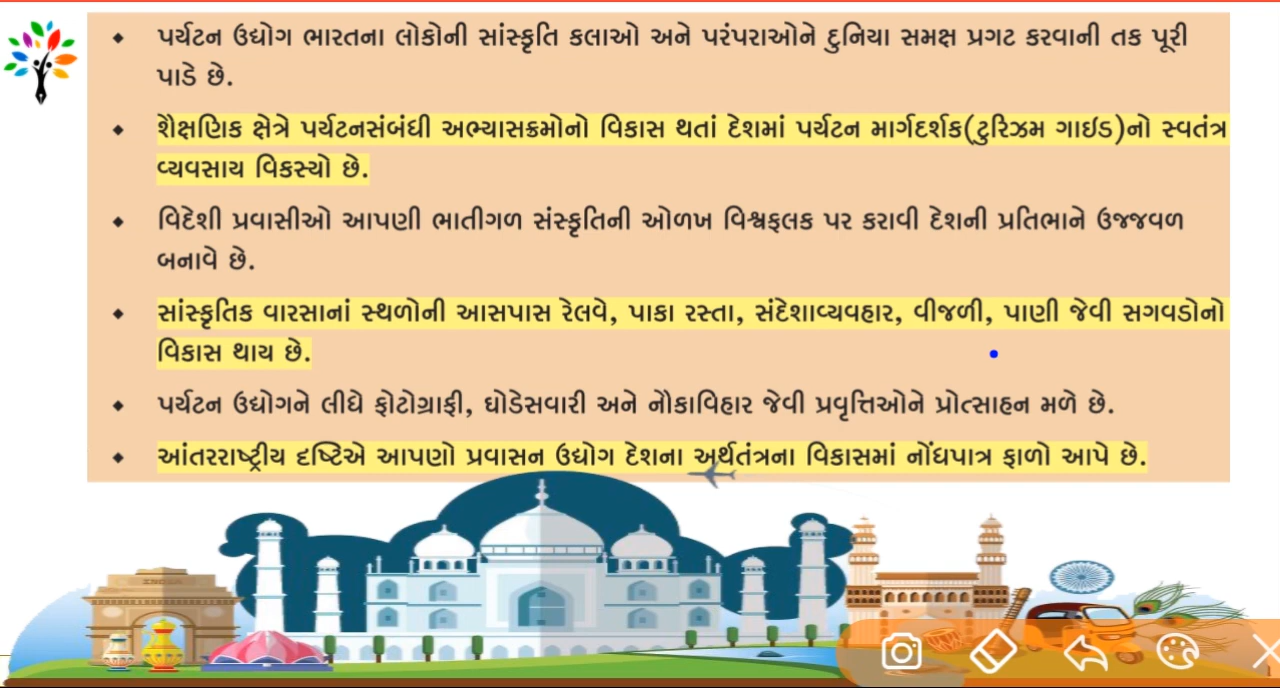 ◆ પર્યટન ઉદ્યોગ ભારતના લોકોની સાંસ્કૃતિ કલાઓ અને પરંપરાઓને દુનિયા સમક્ષ પ્રગટ કરવાની તક પૂરી
પાડે છે.
◆ શૈક્ષણિક ક્ષેત્રે પર્યટનસંબંધી અભ્યાસક્રમોનો વિકાસ થતાં દેશમાં પર્યટન માર્ગદર્શક(ટુરિઝમ ગાઈડ)નો સ્વતંત્ર
વ્યવસાય વિકસ્યો છે.
◆ વિદેશી પ્રવાસીઓ આપણી ભાતીગળ સંસ્કૃતિની ઓળખ વિશ્વફલક પર કરાવી દેશની પ્રતિભાને ઉજ્જવળ
બનાવે છે.
◆ સાંસ્કૃતિક વારસાનાં સ્થળોની આસપાસ રેલવે, પાકા રસ્તા, સંદેશાવ્યવહાર, વીજળી, પાણી જેવી સગવડોનો
વિકાસ થાય છે.
◆ પર્યટન ઉદ્યોગને લીધે ફોટોગ્રાફી, ઘોડેસવારી અને નૌકાવિહાર જેવી પ્રવૃત્તિઓને પ્રોત્સાહન મળે છે.
◆ આંતરરાષ્ટ્રીય દૃષ્ટિએ આપણો પ્રવાસન ઉદ્યોગ દેશના અર્થતંત્રના વિકાસમાં નોંધપાત્ર ફાળો આપે છે.
INDIA